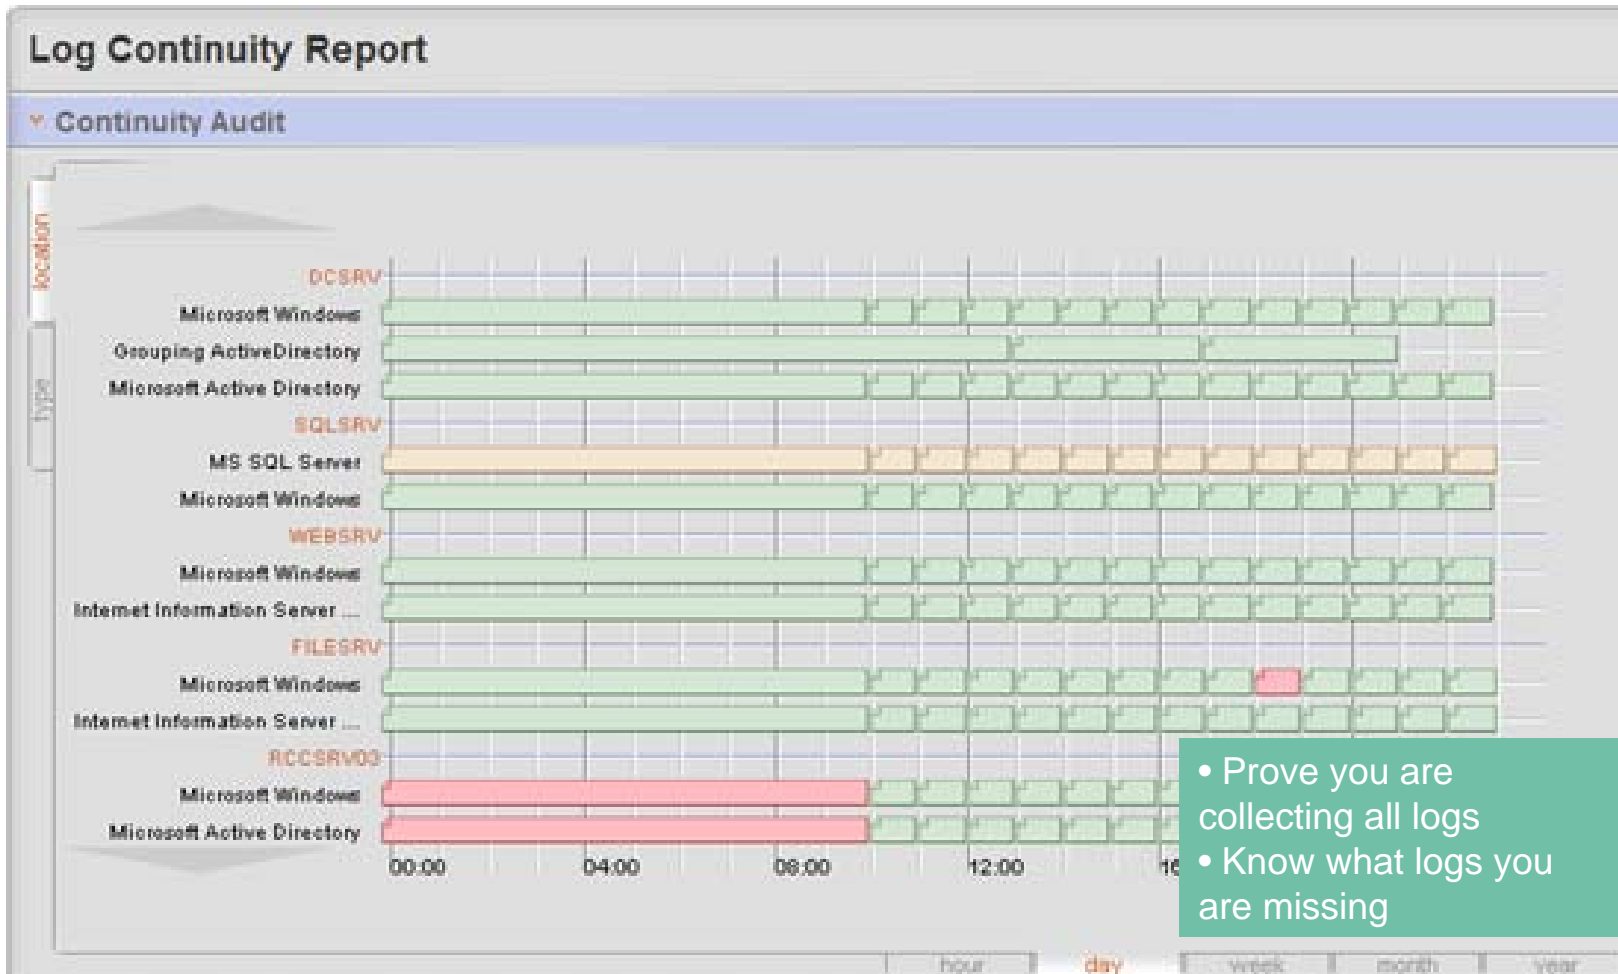 Log Continuity Report
Continuity Audit
location
type
DCSRV
Microsoft Windows
Grouping ActiveDirectory
Microsoft Active Directory
SQLSRV
MS SQL Server
Microsoft Windows
WEBSRV
Microsoft Windows
Internet Information Server ...
FILESRV
Microsoft Windows
Internet Information Server ...
RCCSRV03
Microsoft Windows
Microsoft Active Directory
00:00 04:00 08:00 12:00 16
• Prove you are
collecting all logs
• Know what logs you
are missing
hour day week month year